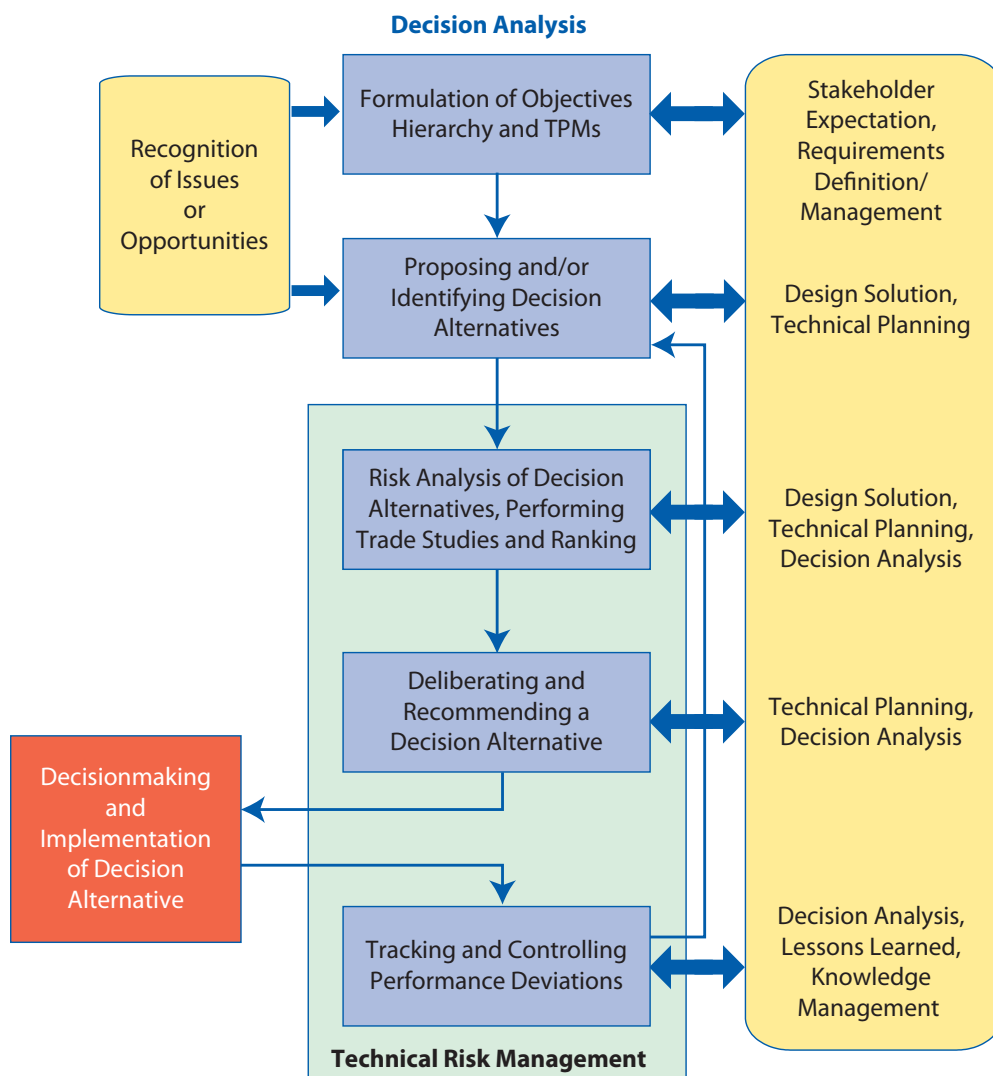 Decision Analysis
Recognition
of Issues
or
Opportunities
Formulation of Objectives
Hierarchy and TPMs
Stakeholder
Expectation,
Requirements
Definition/
Management
Proposing and/or
Identifying Decision
Alternatives
Design Solution,
Technical Planning
Risk Analysis of Decision
Alternatives, Performing
Trade Studies and Ranking
Design Solution,
Technical Planning,
Decision Analysis
Deliberating and
Recommending a
Decision Alternative
Technical Planning,
Decision Analysis
Decisionmaking
and
Implementation
of Decision
Alternative
Tracking and Controlling
Performance Deviations
Decision Analysis,
Lessons Learned,
Knowledge
Management
Technical Risk Management